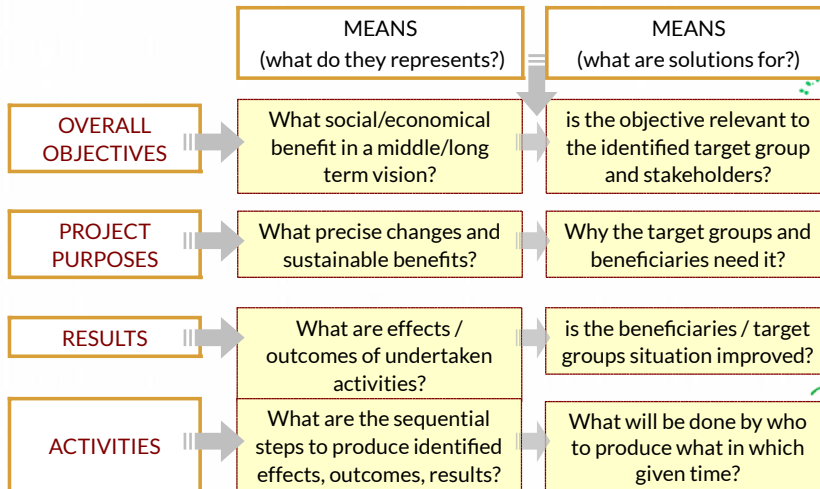 MEANS
(what do they represents?)
MEANS
(what are solutions for?)
OVERALL
OBJECTIVES
What social/economical
benefit in a middle/long
term vision?
is the objective relevant to
the identified target group
and stakeholders?
PROJECT
PURPOSES
What precise changes and
sustainable benefits?
Why the target groups and
beneficiaries need it?
RESULTS
What are effects /
outcomes of undertaken
activities?
is the beneficiaries / target
groups situation improved?
ACTIVITIES
What are the sequential
steps to produce identified
effects, outcomes, results?
What will be done by who
to produce what in which
given time?